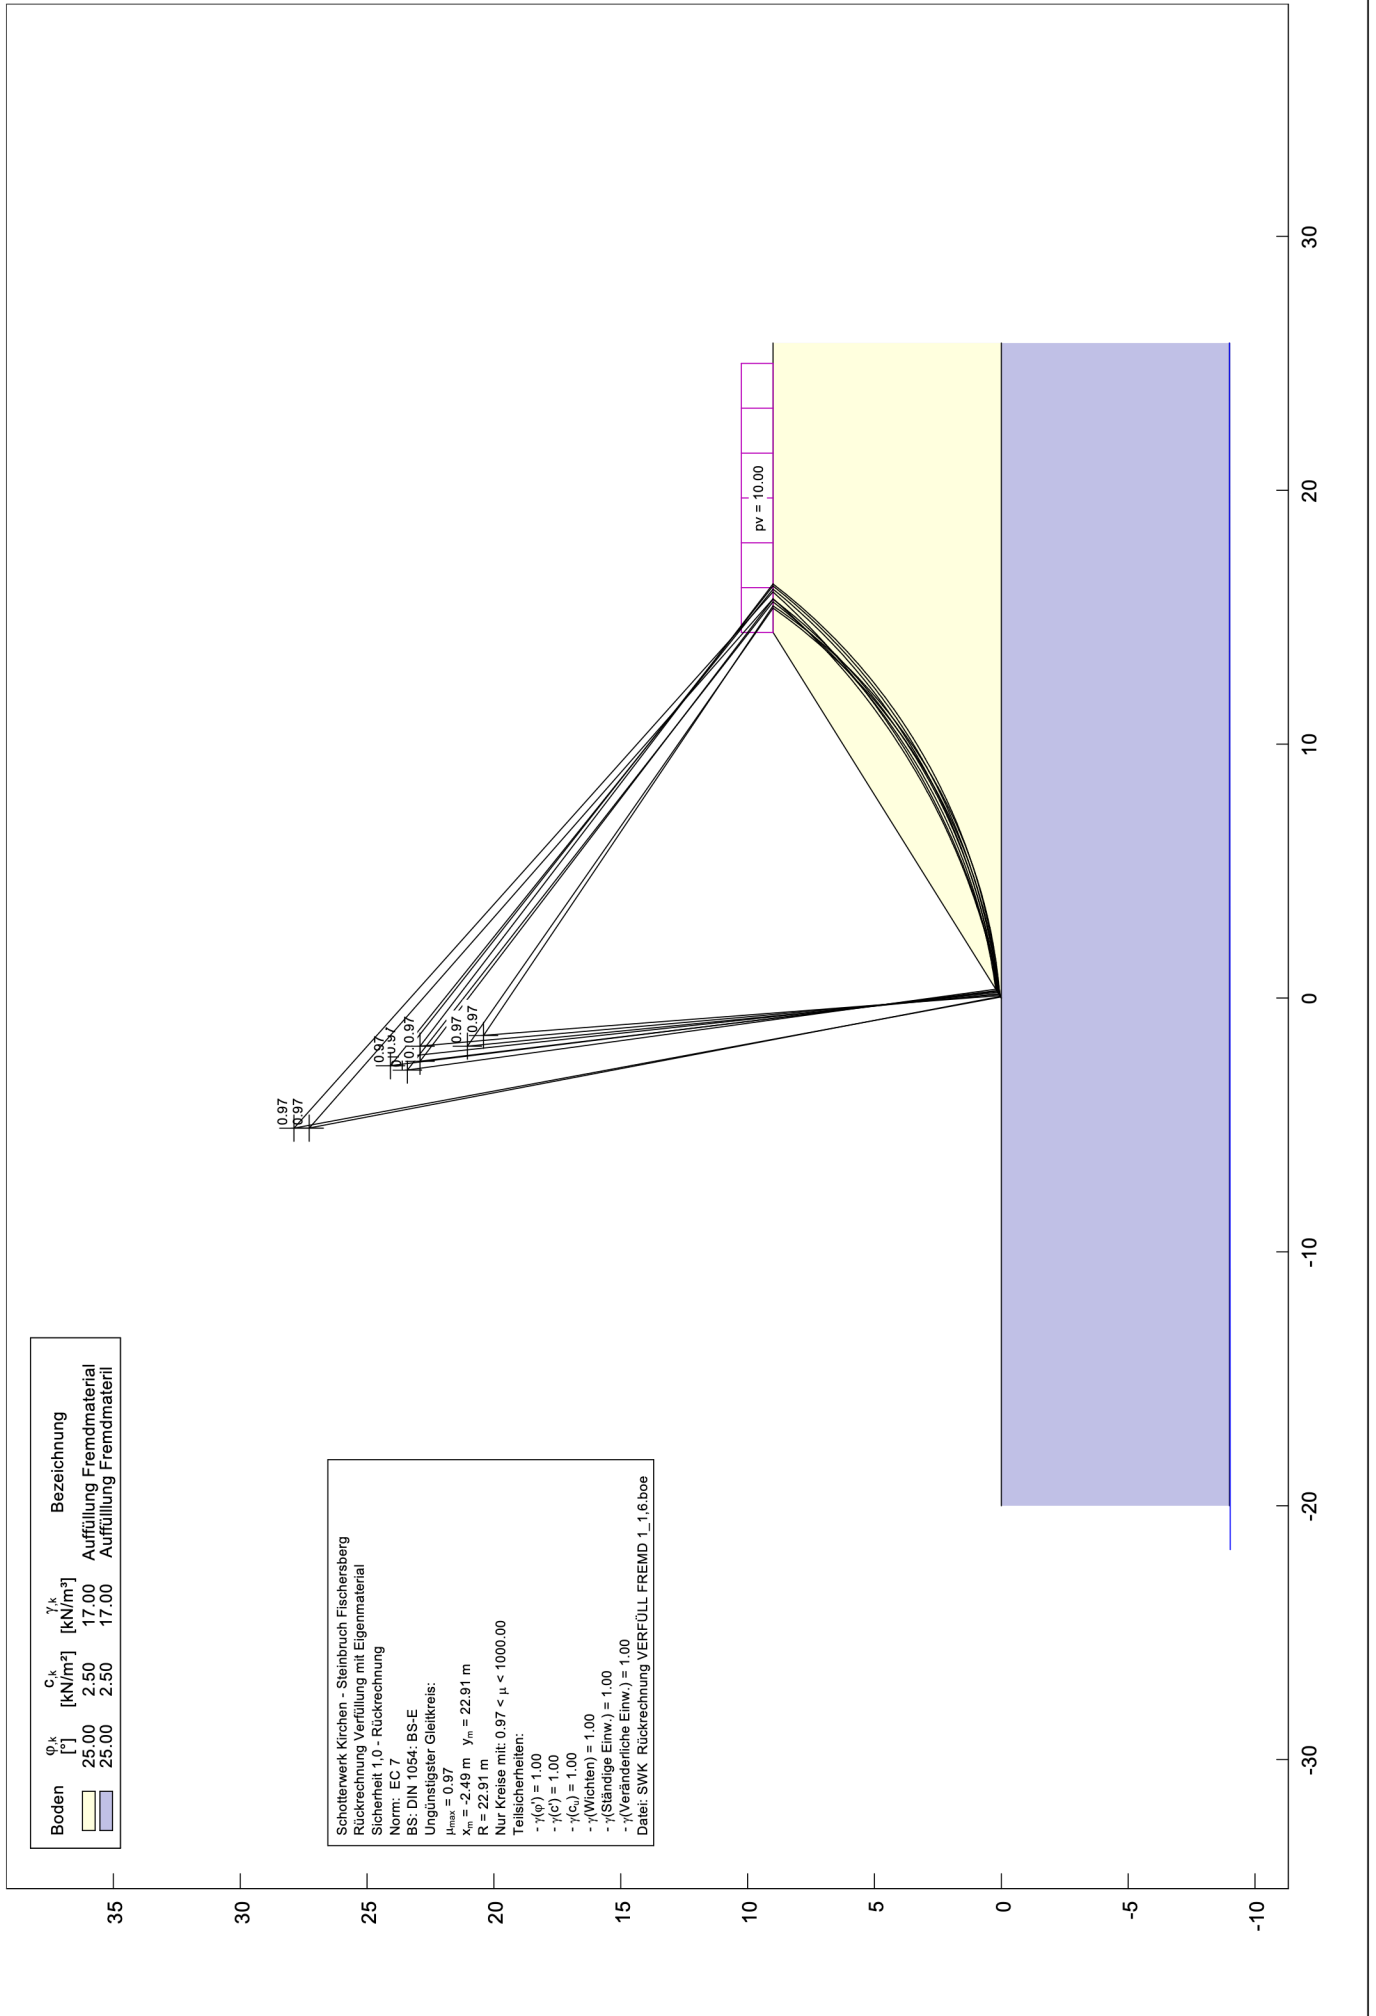 Boden φ,k c,k γ,k Bezeichnung
[°] [kN/m²] [kN/m³]
25.00 2.50 17.00 Auffüllung Fremdmaterial
25.00 2.50 17.00 Auffülllung Fremdmateril
Schotterwerk Kirchen - Steinbruch Fischersberg
Rückrechnung Verfüllung mit Eigenmaterial
Sicherheit 1,0 - Rückrechnung
Norm: EC 7
BS: DIN 1054: BS-E
Ungünstigster Gleitkreis:
μmax = 0.97
xm = -2.49 m ym = 22.91 m
R = 22.91 m
Nur Kreise mit: 0.97 < μ < 1000.00
Teilsicherheiten:
- γ(φ') = 1.00
- γ(c') = 1.00
- γ(cu) = 1.00
- γ(Wichten) = 1.00
- γ(Ständige Einw.) = 1.00
- γ(Veränderliche Einw.) = 1.00
Datei: SWK Rückrechnung VERFÜLL FREMD 1_1,6.boe
0.97
0.97
0.97
0.97
0.97
0.97
0.97
pv = 10.00
35
30
25
20
15
10
5
0
-5
-10
-30
-20
-10
0
10
20
30